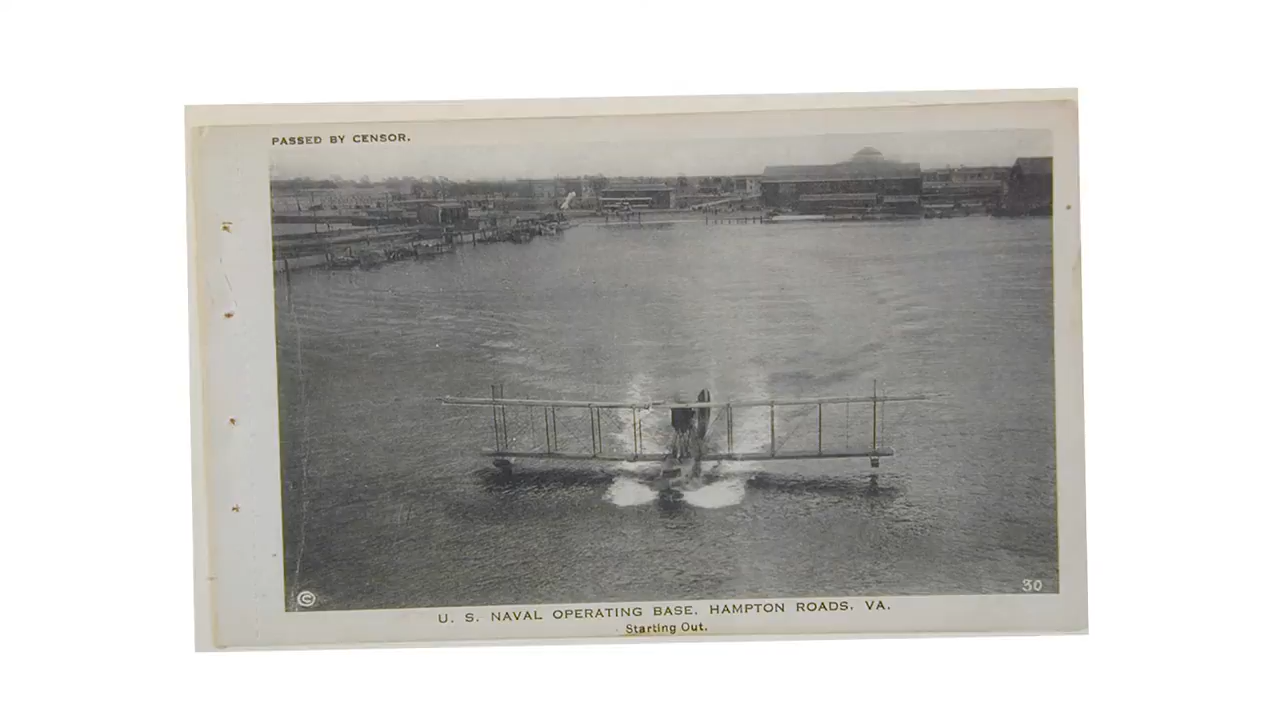 PASSED BY CENSOR.
© 30
U. S. NAVAL OPERATING BASE, HAMPTON ROADS, VA.
Starting Out.